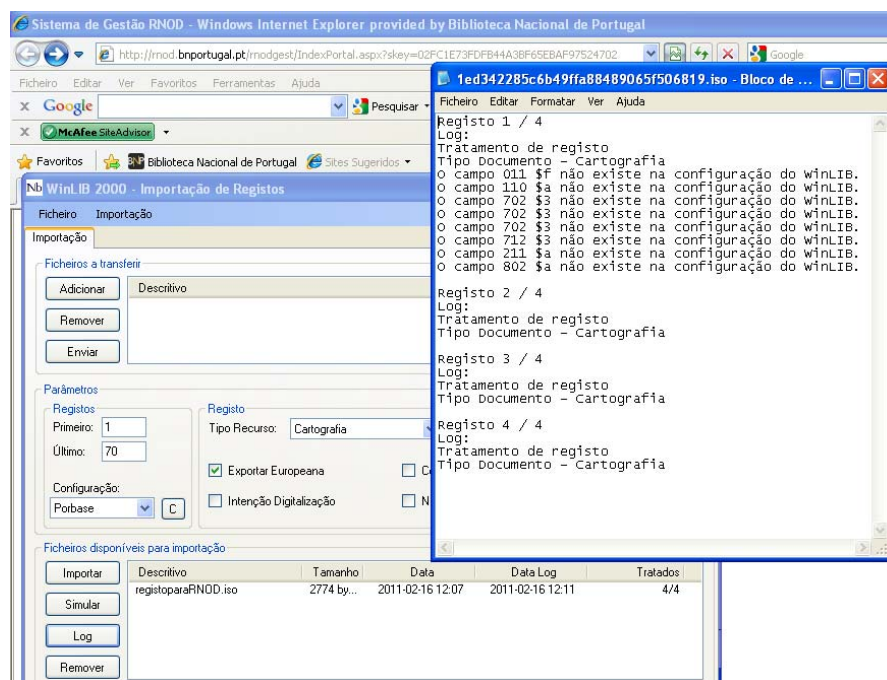 Sistema de Gestão RNOD - Windows Internet Explorer provided by Biblioteca Nacional de Portugal
http://rnod.bnportugal.pt/rnodgest/IndexPortal.aspx?skey=02FC1E73FDFB44A3BF65EBAF97524702
Google
Ficheiro Editar Ver Favoritos Ferramentas Ajuda
x Google
Pesquisar
X McAfee SiteAdvisor
Favoritos Biblioteca Nacional de Portugal Sites Sugeridos
Nb WinLIB 2000 - Importação de Registos
Ficheiro Importação
Importação
Ficheiros a transferir
Adicionar Descritivo
Remover
Enviar
Parâmetros
Registos
Primeiro: 1
Último: 70
Configuração:
Porbase C
Registo
Tipo Recurso: Cartografia
Exportar Europeana
Intenção Digitalização N
Ficheiros disponíveis para importação
Importar Descritivo Tamanho Data Data Log Tratados
registoparaRNOD.iso 2774 by... 2011-02-16 12:07 2011-02-16 12:11 4/4
Simular
Log
Remover
1ed342285c6b49ffa88489065f506819.iso - Bloco de ...
Ficheiro Editar Formatar Ver Ajuda
Registo 1 / 4
Log:
Tratamento de registo
Tipo Documento - Cartografia
O campo 011 $f não existe na configuração do WinLIB.
O campo 110 $a não existe na configuração do WinLIB.
O campo 702 $3 não existe na configuração do WinLIB.
O campo 702 $3 não existe na configuração do WinLIB.
O campo 702 $3 não existe na configuração do WinLIB.
O campo 712 $3 não existe na configuração do WinLIB.
O campo 211 $a não existe na configuração do WinLIB.
O campo 802 $a não existe na configuração do WinLIB.
Registo 2 / 4
Log:
Tratamento de registo
Tipo Documento - Cartografia
Registo 3 / 4
Log:
Tratamento de registo
Tipo Documento - Cartografia
Registo 4 / 4
Log:
Tratamento de registo
Tipo Documento - Cartografia